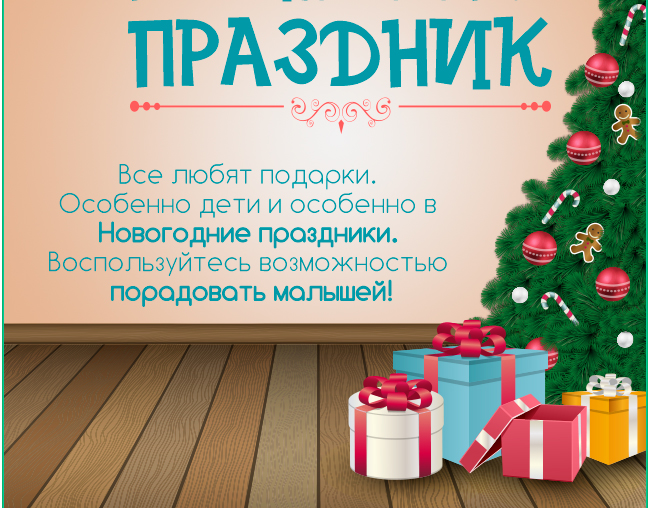 ПРАЗДНИК
Все любят подарки.
Особенно дети и особенно в
Новогодние праздники.
Воспользуйтесь возможностью
порадовать малышей!